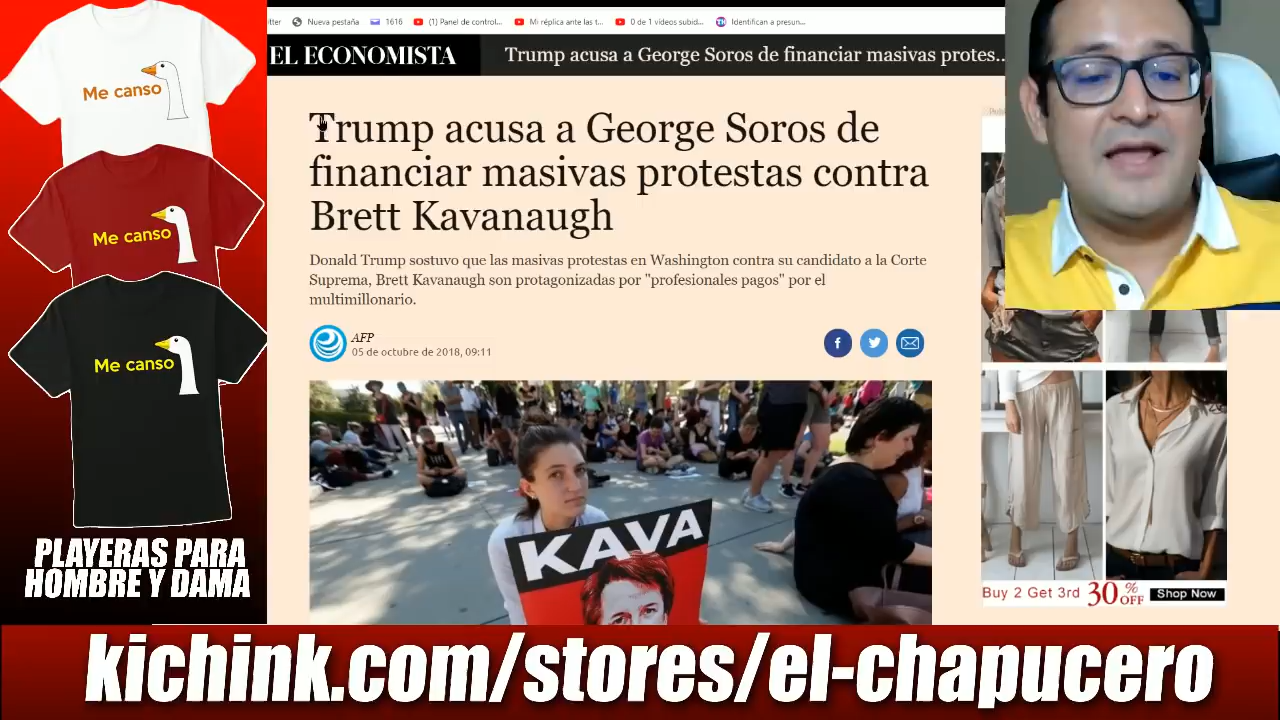 itter
Nueva pestaña
1616
(1) Panel de control...
Mi réplica ante las t...
0 de 1 vídeos subid...
Identifican a presun...
EL ECONOMISTA
Trump acusa a George Soros de financiar masivas protes...
Trump acusa a George Soros de
financiar masivas protestas contra
Brett Kavanaugh
Donald Trump sostuvo que las masivas protestas en Washington contra su candidato a la Corte
Suprema, Brett Kavanaugh son protagonizadas por "profesionales pagos" por el
multimillonario.
AFP
05 de octubre de 2018, 09:11
KAVA
Me canso
Me canso
Me canso
PLAYERAS PARA
HOMBRE Y DAMA
Buy 2 Get 3rd 30% OFF Shop Now
kichink.com/stores/el-chapucero